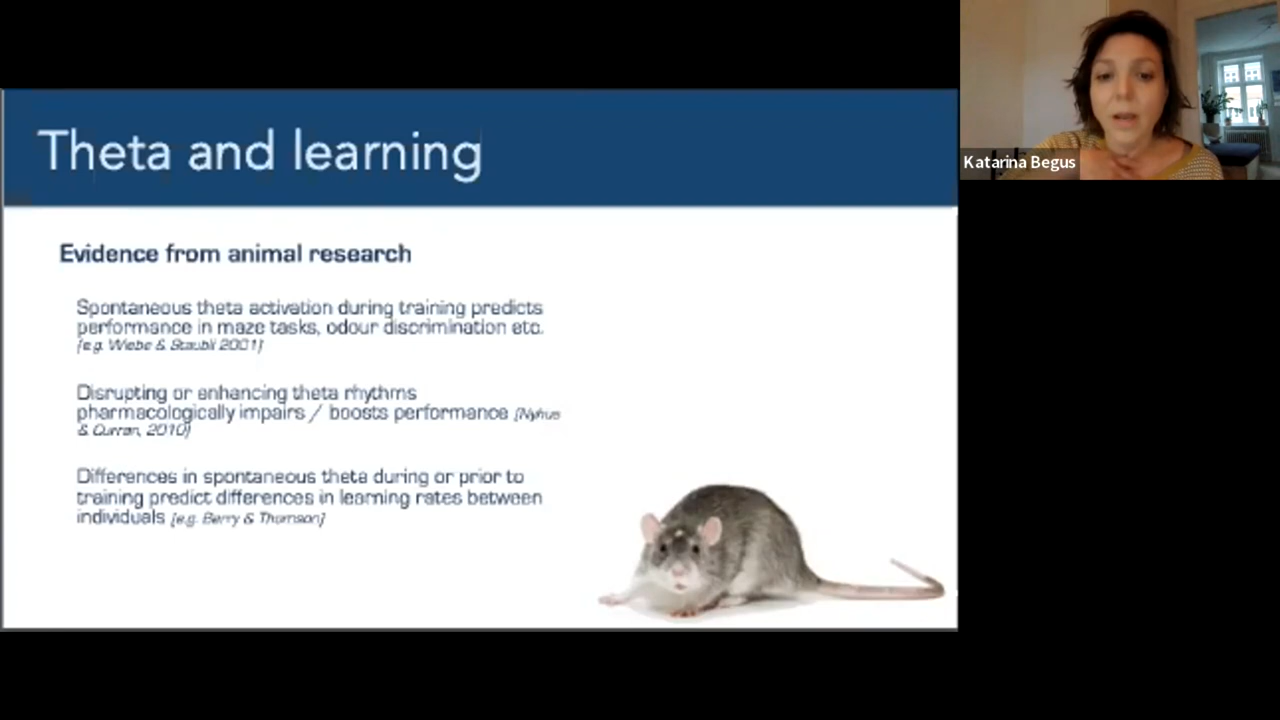 Theta and learning
Katarina Begus
Evidence from animal research
Spontaneous theta activation during training predicts
performance in maze tasks, odour discrimination etc.
[e.g. Wiebe & Staubli 2001]
Disrupting or enhancing theta rhythms
pharmacologically impairs / boosts performance [Nyhus
& Curran, 2010]
Differences in spontaneous theta during or prior to
training predict differences in learning rates between
individuals [e.g. Berry & Thomson]